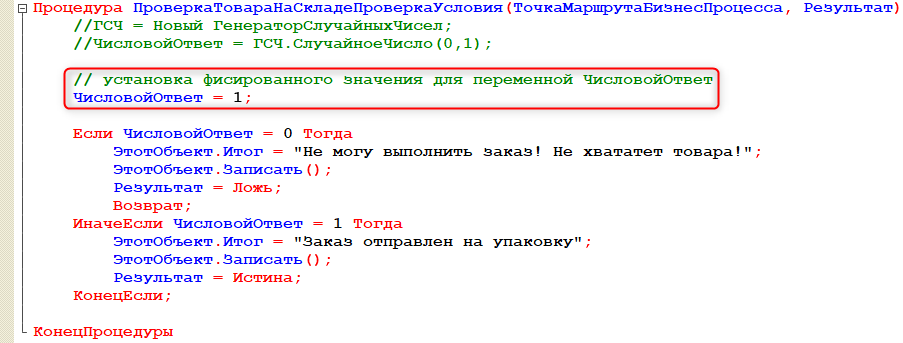 Процедура ПроверкаТовараНаСкладеПроверкаУсловия(ТочкаМаршрутаБизнесПроцесса, Результат)
//ГСЧ = Новый ГенераторСлучайныхЧисел;
//ЧисловойОтвет = ГСЧ.СлучайноеЧисло(0,1);
// установка фисированного значения для переменной ЧисловойОтвет
ЧисловойОтвет = 1;
Если ЧисловойОтвет = 0 Тогда
ЭтотОбъект.Итог = "Не могу выполнить заказ! Не хвататет товара!";
ЭтотОбъект.Записать();
Результат = Ложь;
Возврат;
ИначеЕсли ЧисловойОтвет = 1 Тогда
ЭтотОбъект.Итог = "Заказ отправлен на упаковку";
ЭтотОбъект.Записать();
Результат = Истина;
КонецЕсли;
КонецПроцедуры